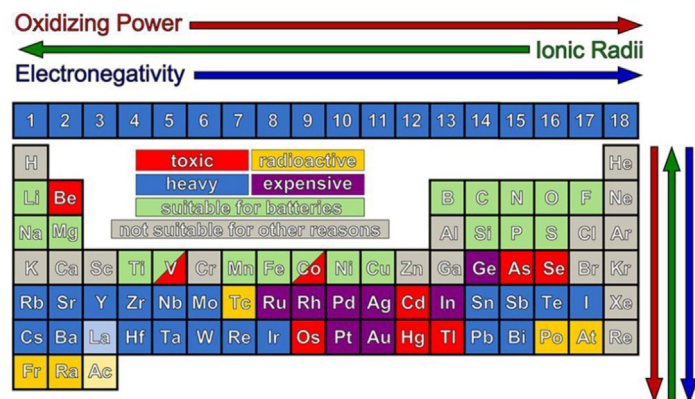 Oxidizing Power
Ionic Radii
Electronegativity
1 2 3 4 5 6 7 8 9 10 11 12 13 14 15 16 17 18
H toxic radioactive He
Li Be heavy expensive B C N O F Ne
suitable for batteries
Na Mg not suitable for other reasons Al Si P S Cl Ar
K Ca Sc Ti V Cr Mn Fe Co Ni Cu Zn Ga Ge As Se Br Kr
Rb Sr Y Zr Nb Mo Tc Ru Rh Pd Ag Cd In Sn Sb Te I Xe
Cs Ba La Hf Ta W Re Ir Os Pt Au Hg Tl Pb Bi Po At Re
Fr Ra Ac